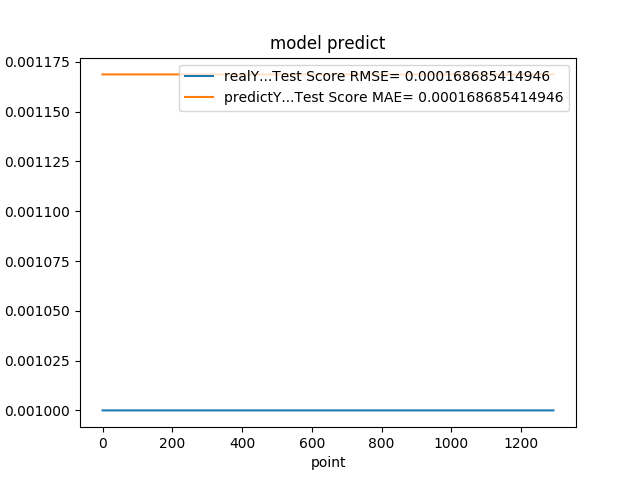 model predict
realY...Test Score RMSE= 0.000168685414946
predictY...Test Score MAE= 0.000168685414946
0.001175
0.001150
0.001125
0.001100
0.001075
0.001050
0.001025
0.001000
0 200 400 600 800 1000 1200
point